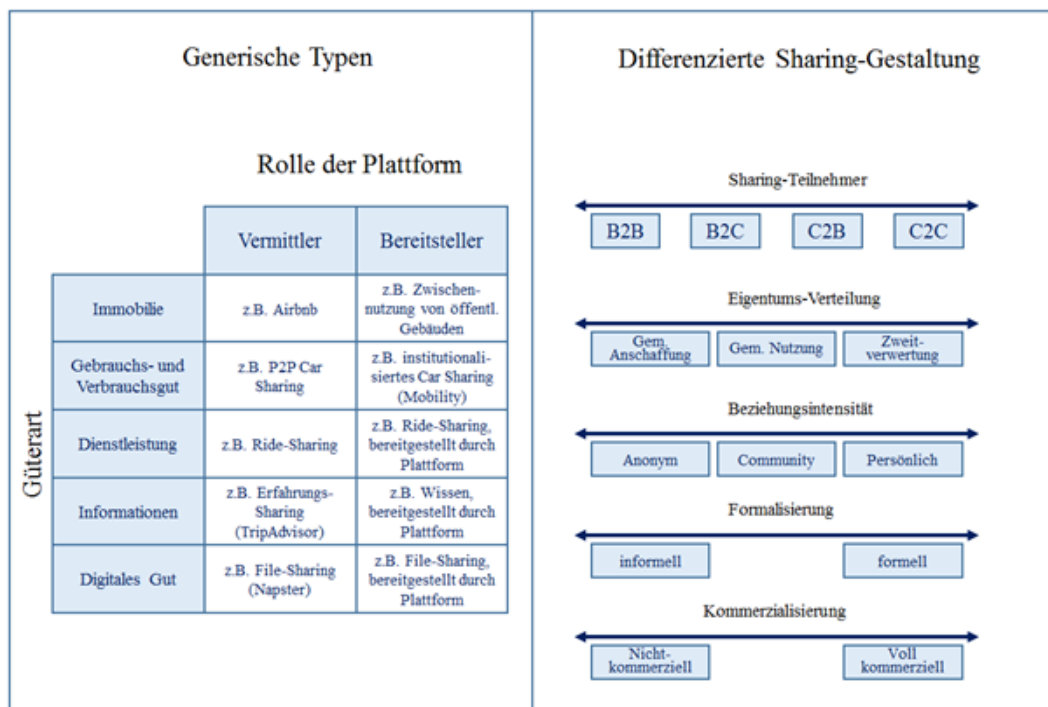 Generische Typen
Rolle der Plattform
Vermittler
Bereitsteller
Güterart
Immobilie
z.B. Airbnb
z.B. Zwischen-
nutzung von öffentl.
Gebäuden
Gebrauchs- und
Verbrauchsgut
z.B. P2P Car
Sharing
z.B. institutionali-
siertes Car Sharing
(Mobility)
Dienstleistung
z.B. Ride-Sharing
z.B. Ride-Sharing,
bereitgestellt durch
Plattform
Informationen
z.B. Erfahrungs-
Sharing
(TripAdvisor)
z.B. Wissen,
bereitgestellt durch
Plattform
Digitales Gut
z.B. File-Sharing
(Napster)
z.B. File-Sharing,
bereitgestellt durch
Plattform
Differenzierte Sharing-Gestaltung
Sharing-Teilnehmer
B2B B2C C2B C2C
Eigentums-Verteilung
Gem.
Anschaffung
Gem. Nutzung
Zweit-
verwertung
Beziehungsintensität
Anonym Community Persönlich
Formalisierung
informell formell
Kommerzialisierung
Nicht-
kommerziell
Voll
kommerziell